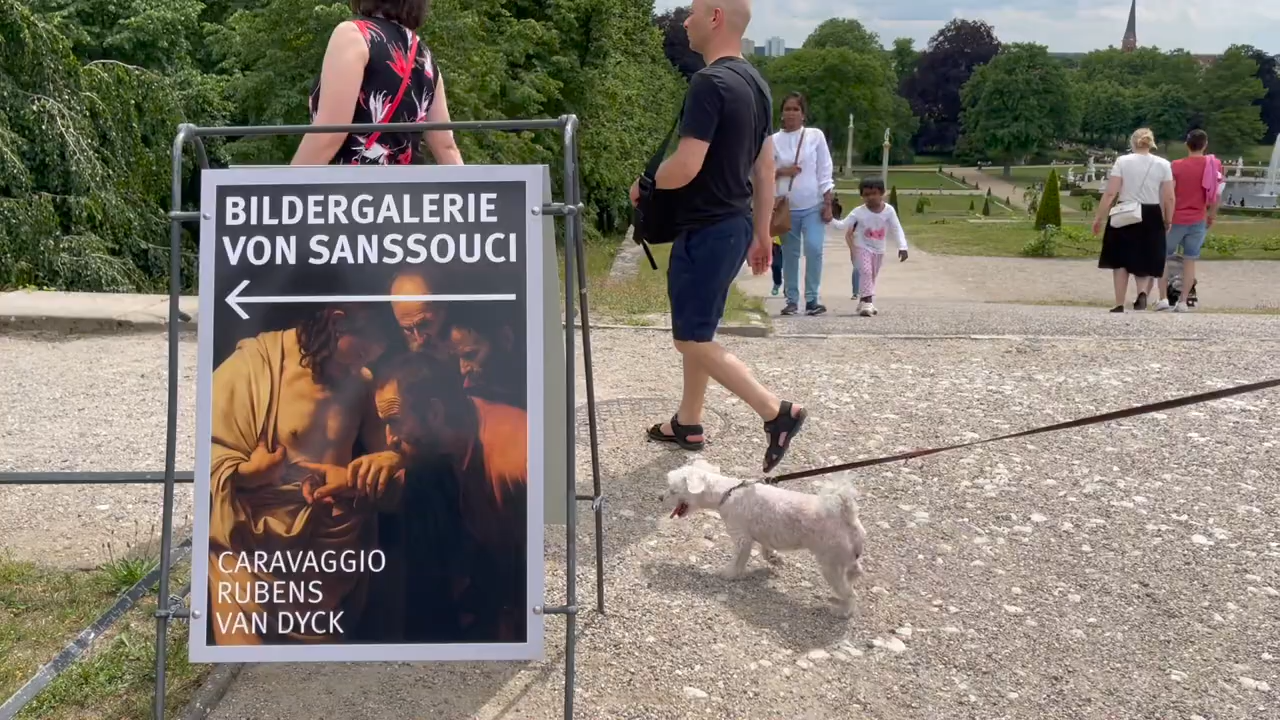 BILDERGALERIE
VON SANSSOUCI
CARAVAGGIO
RUBENS
VAN DYCK